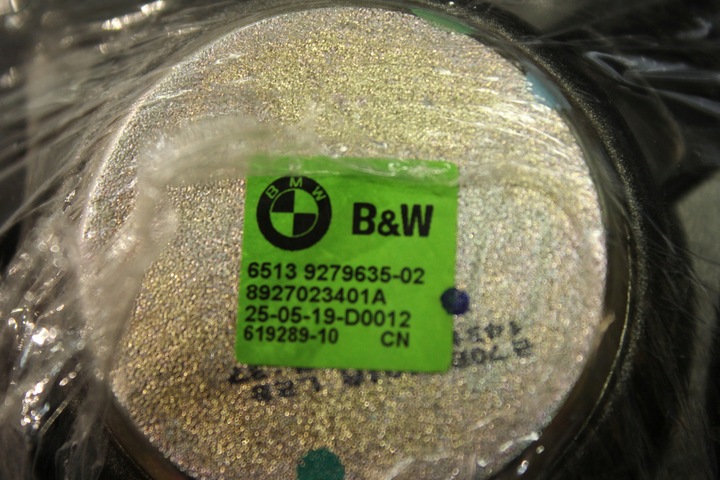 BMW
B&W
6513 9279635-02
8927023401A
25-05-19-D0012
619289-10 CN